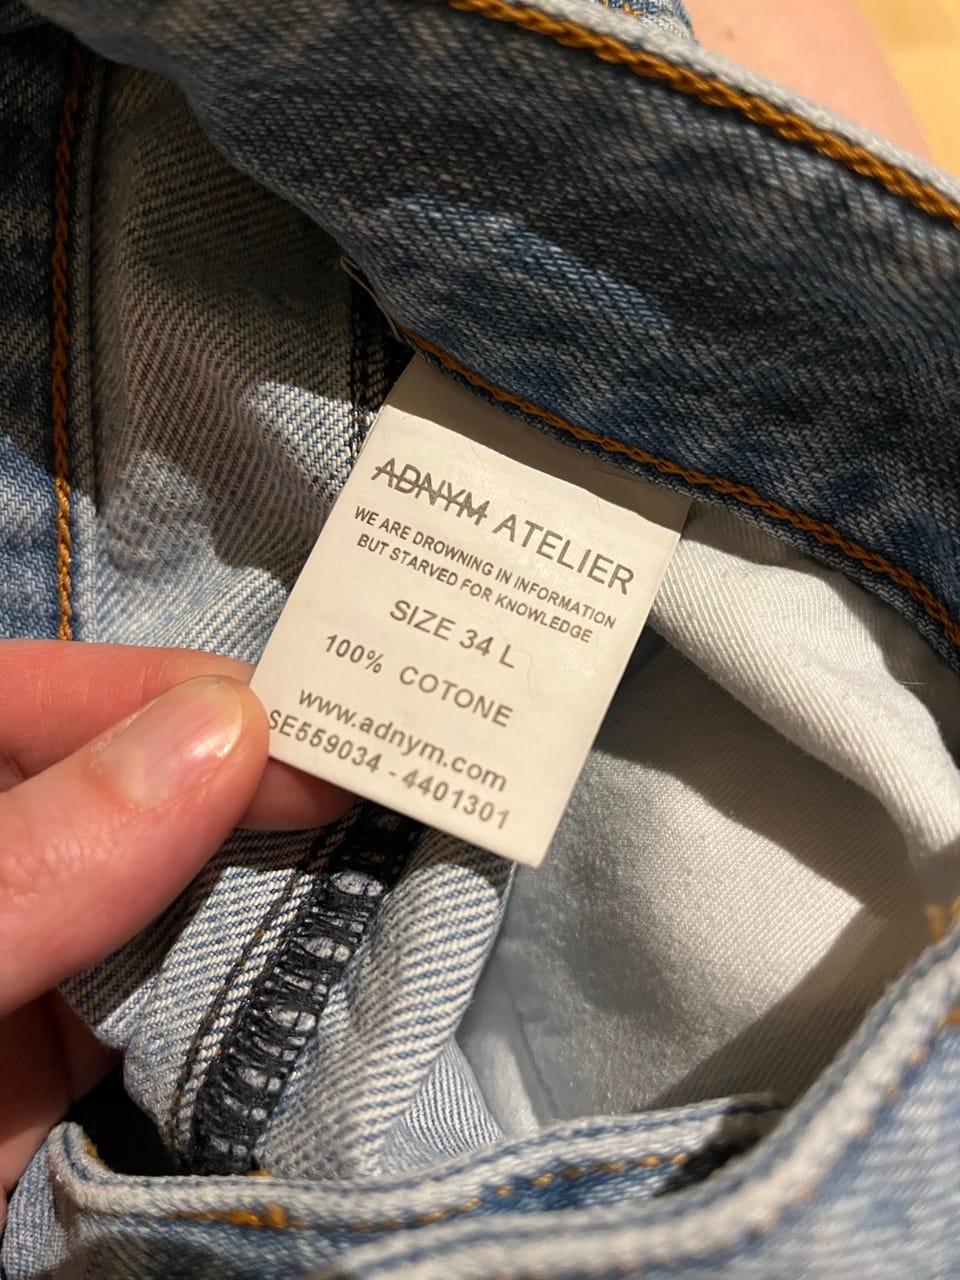 ADNYM ATELIER
WE ARE DROWNING IN INFORMATION
BUT STARVED FOR KNOWLEDGE
SIZE 34 L
100% COTONE
www.adnym.com
SE559034 - 4401301